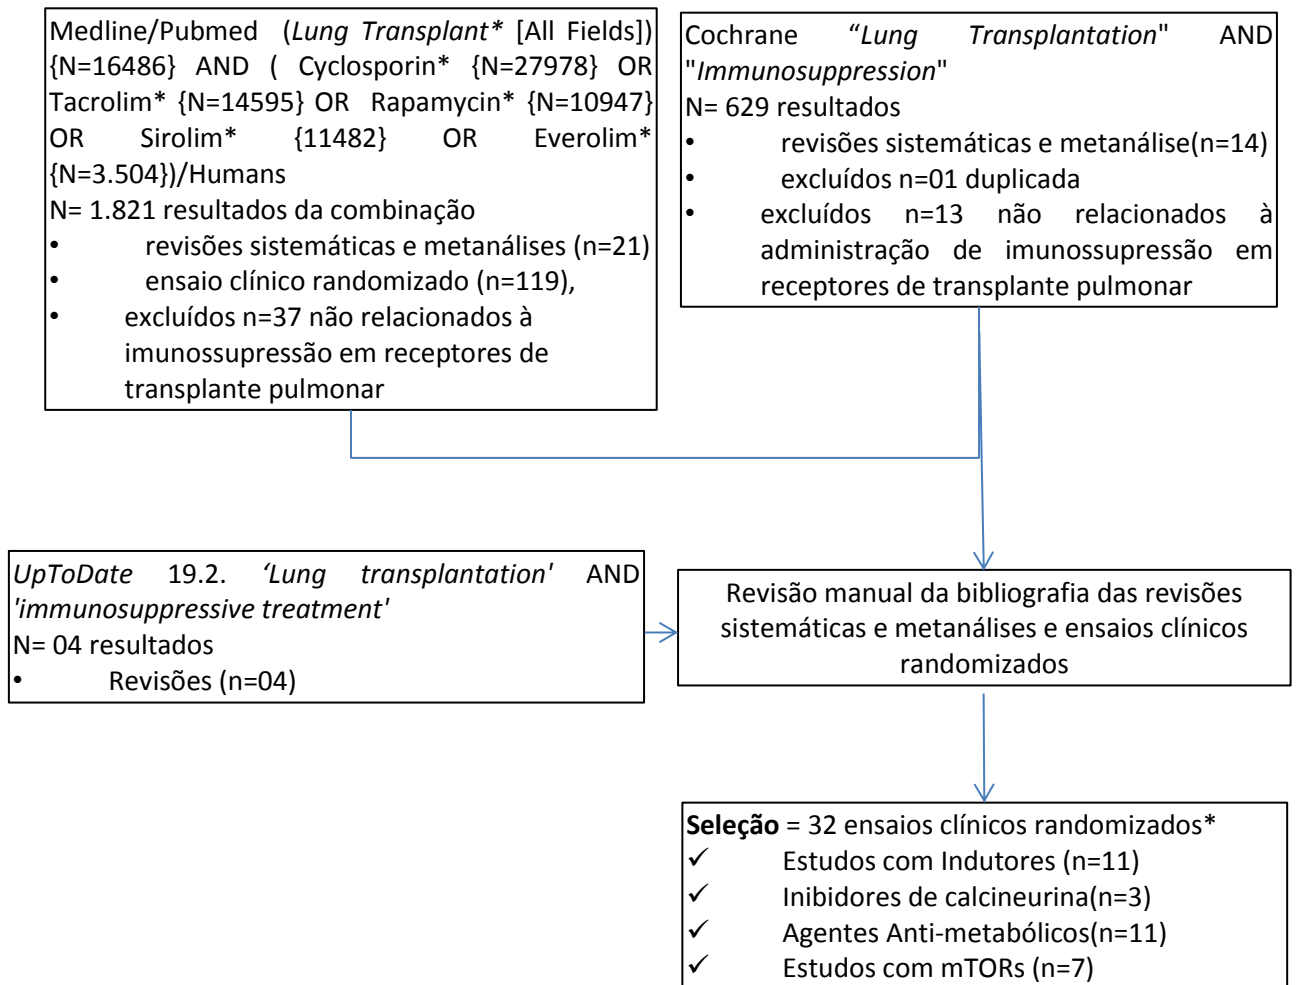 Medline/Pubmed (Lung Transplant* [All Fields])
{N=16486} AND ( Cyclosporin* {N=27978} OR
Tacrolim* {N=14595} OR Rapamycin* {N=10947}
OR Sirolim* {11482} OR Everolim*
{N=3.504})/Humans
N= 1.821 resultados da combinação
• revisões sistemáticas e metanálises (n=21)
• ensaio clínico randomizado (n=119),
• excluídos n=37 não relacionados à
imunossupressão em receptores de
transplante pulmonar
Cochrane “Lung Transplantation" AND
"Immunosuppression"
N= 629 resultados
• revisões sistemáticas e metanálise(n=14)
• excluídos n=01 duplicada
• excluídos n=13 não relacionados à
administração de imunossupressão em
receptores de transplante pulmonar
UpToDate 19.2. ‘Lung transplantation' AND
'immunosuppressive treatment'
N= 04 resultados
• Revisões (n=04)
Revisão manual da bibliografia das revisões
sistemáticas e metanálises e ensaios clínicos
randomizados
Seleção = 32 ensaios clínicos randomizados*
✓ Estudos com Indutores (n=11)
✓ Inibidores de calcineurina(n=3)
✓ Agentes Anti-metabólicos(n=11)
✓ Estudos com mTORs (n=7)